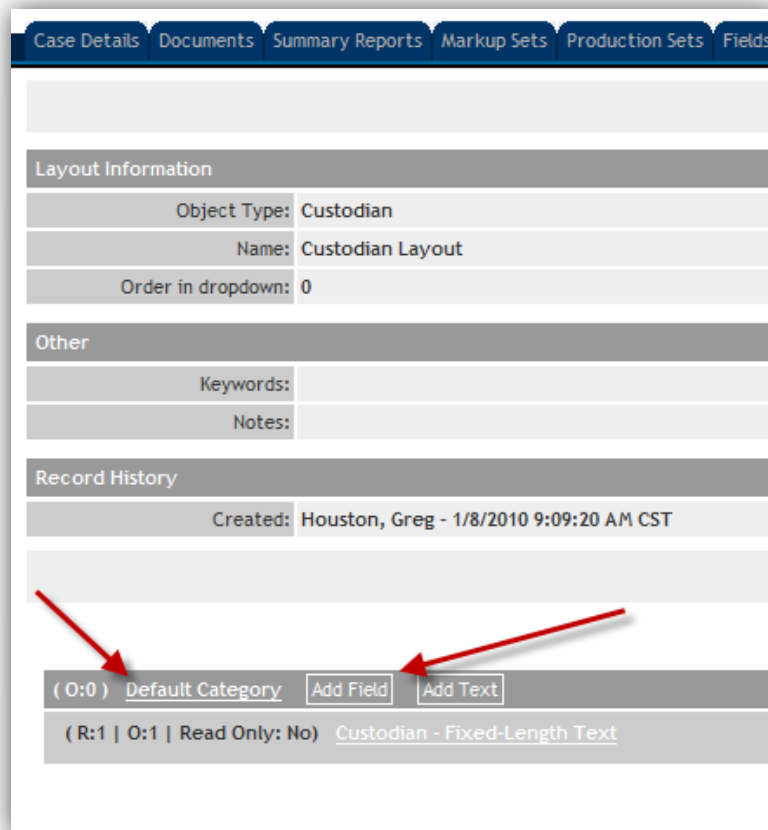 Case Details Documents Summary Reports Markup Sets Production Sets Fields
Layout Information
Object Type: Custodian
Name: Custodian Layout
Order in dropdown: 0
Other
Keywords:
Notes:
Record History
Created: Houston, Greg - 1/8/2010 9:09:20 AM CST
( O:0 ) Default Category Add Field Add Text
( R:1 | O:1 | Read Only: No) Custodian - Fixed-Length Text